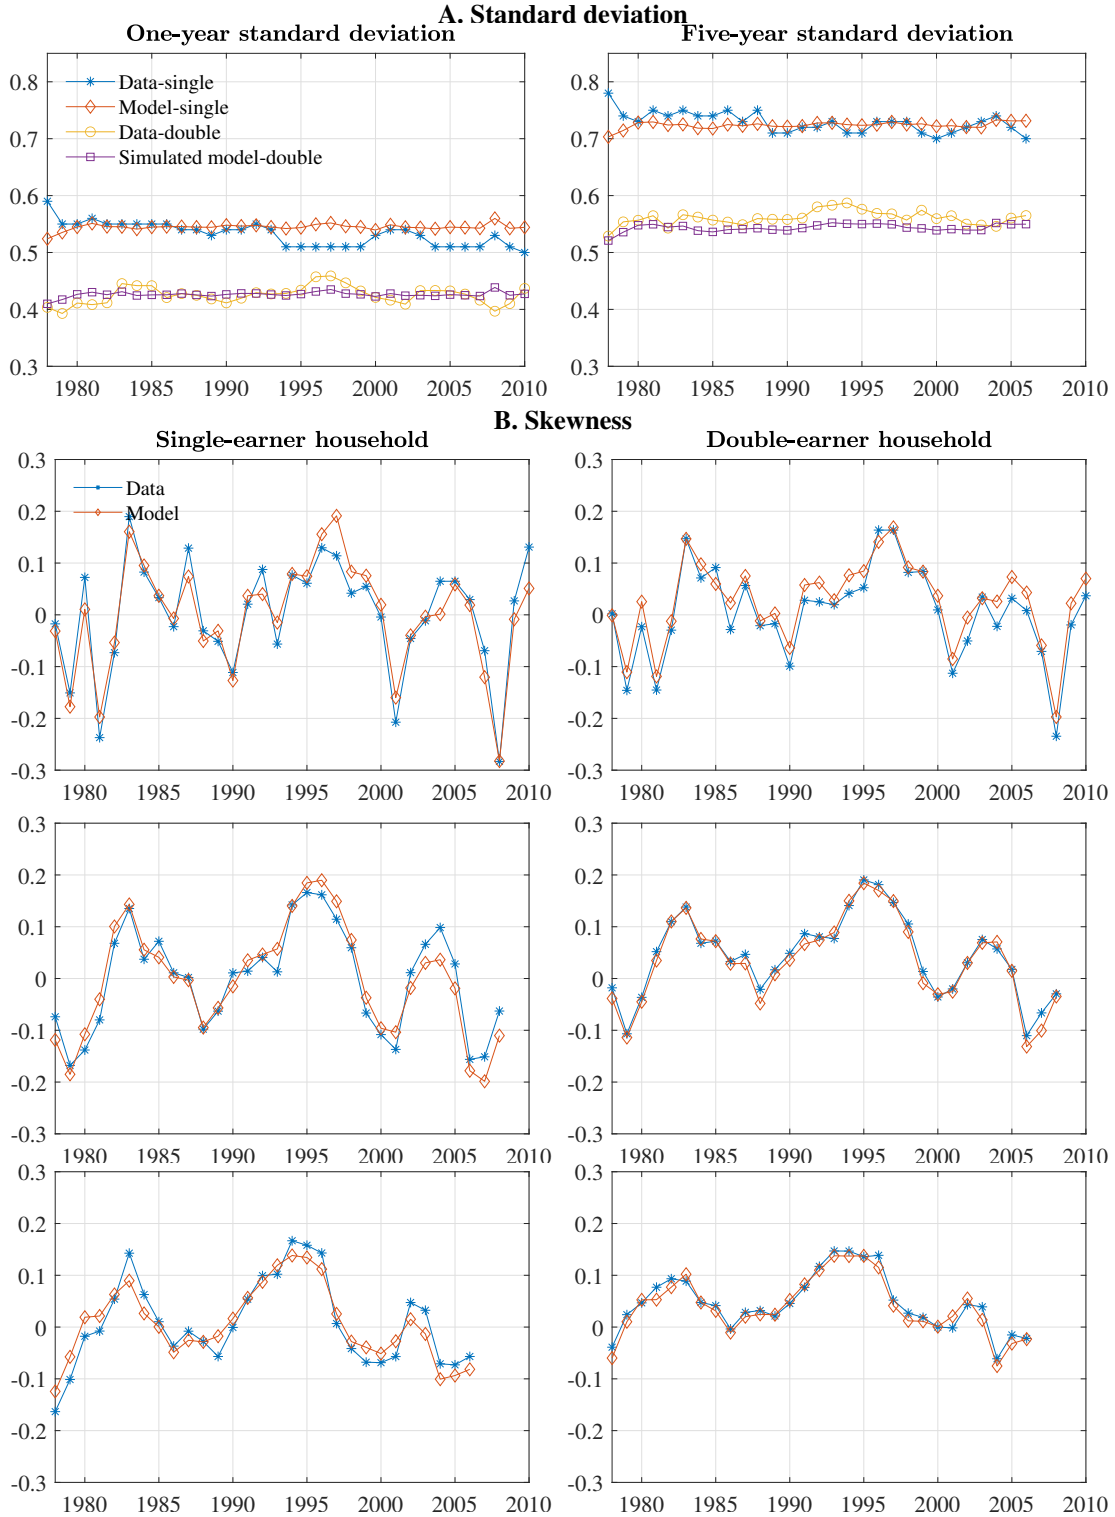 A. Standard deviation
One-year standard deviation
Five-year standard deviation
0.8
0.7
0.6
0.5
0.4
0.3
Data-single
Model-single
Data-double
Simulated model-double
1980 1985 1990 1995 2000 2005 2010
0.8
0.7
0.6
0.5
0.4
0.3
1980 1985 1990 1995 2000 2005 2010
B. Skewness
Single-earner household
Double-earner household
0.3
0.2
0.1
0
-0.1
-0.2
-0.3
Data
Model
1980 1985 1990 1995 2000 2005 2010
0.3
0.2
0.1
0
-0.1
-0.2
-0.3
1980 1985 1990 1995 2000 2005 2010
0.3
0.2
0.1
0
-0.1
-0.2
-0.3
1980 1985 1990 1995 2000 2005 2010
0.3
0.2
0.1
0
-0.1
-0.2
-0.3
1980 1985 1990 1995 2000 2005 2010
0.3
0.2
0.1
0
-0.1
-0.2
-0.3
1980 1985 1990 1995 2000 2005 2010
0.3
0.2
0.1
0
-0.1
-0.2
-0.3
1980 1985 1990 1995 2000 2005 2010